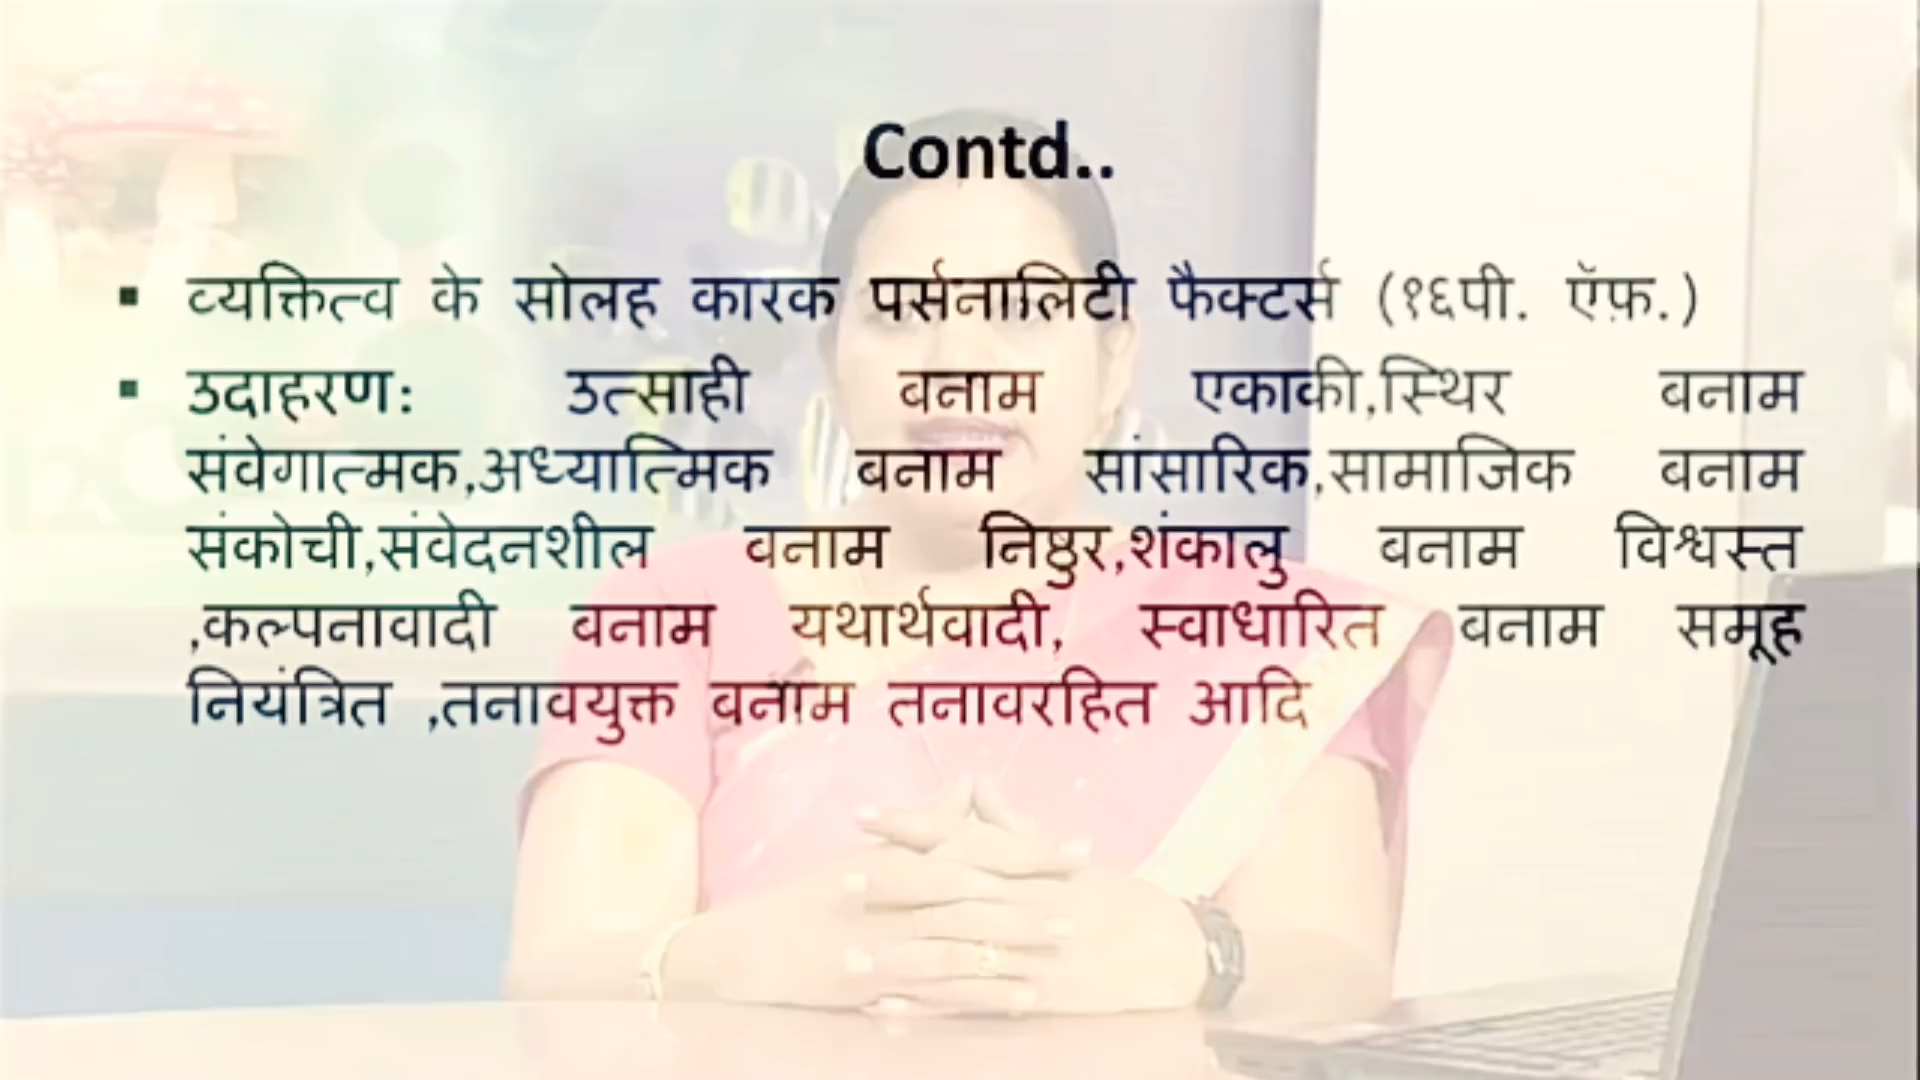 Contd..
▪ व्यक्तित्व के सोलह कारक पर्सनालिटी फैक्टर्स (१६पी. ऍफ़.)
▪ उदाहरण: उत्साही बनाम एकाकी,स्थिर बनाम
संवेगात्मक,अध्यात्मिक बनाम सांसारिक,सामाजिक बनाम
संकोची,संवेदनशील बनाम निष्ठुर,शंकालु बनाम विश्वस्त
,कल्पनावादी बनाम यथार्थवादी, स्वाधारित बनाम समूह
नियंत्रित ,तनावयुक्त बनाम तनावरहित आदि